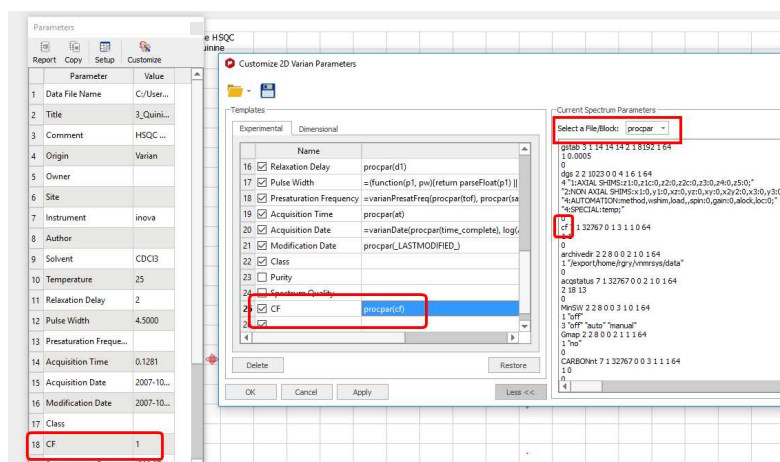 Parameters
Report Copy Setup Customize
Parameter Value
1 Data File Name C:/User...
2 Title 3_Quini...
3 Comment HSQC ...
4 Origin Varian
5 Owner
6 Site
7 Instrument inova
8 Author
9 Solvent CDCl3
10 Temperature 25
11 Relaxation Delay 2
12 Pulse Width 4.5000
13 Presaturation Freque...
14 Acquisition Time 0.1281
15 Acquisition Date 2007-10...
16 Modification Date 2007-10...
17 Class
18 CF 1
e HSQC
uinine
Customize 2D Varian Parameters
Templates
Experimental Dimensional
Name
16 Relaxation Delay procpar(d1)
17 Pulse Width =(function(p1, pw){return parseFloat(p1) ||
18 Presaturation Frequency =varianPresatFreq(procpar(tof), procpar(sa
19 Acquisition Time procpar(at)
20 Acquisition Date =varianDate(procpar(time_complete), log(
21 Modification Date procpar(_LASTMODIFIED_)
22 Class
23 Purity
24 Spectrum Quality
25 CF procpar(cf)
26
Delete Restore
OK Cancel Apply Less <<
Current Spectrum Parameters
Select a File/Block: procpar
gstab 3 1 14 14 14 2 1 8192 1 64
1 0.0005
0
dgs 2 2 1023 0 0 4 1 6 1 64
4 "1:AXIAL SHIMS:z1:0,z1c:0,z2:0,z2c:0,z3:0,z4:0,z5:0;"
"2:NON AXIAL SHIMS:x1:0,y1:0,xz:0,yz:0,xy:0,x2y2:0,x3:0,y3:0
"4:AUTOMATION:method,wshim,load,,spin:0,gain:0,alock,loc:0;"
"4:SPECIAL:temp;"
0
cf 7 1 32767 0 1 3 1 1 0 64
0
archivedir 2 2 8 0 0 2 1 0 1 64
1 "/export/home/rgry/vnmrsys/data"
0
acqstatus 7 1 32767 0 0 2 1 0 1 64
2 18 13
0
MinSW 2 2 8 0 0 3 1 0 1 64
1 "off"
3 "off" "auto" "manual"
Gmap 2 2 8 0 0 2 1 1 1 64
1 "no"
0
CARBONnt 7 1 32767 0 0 3 1 1 1 64
1 0
0